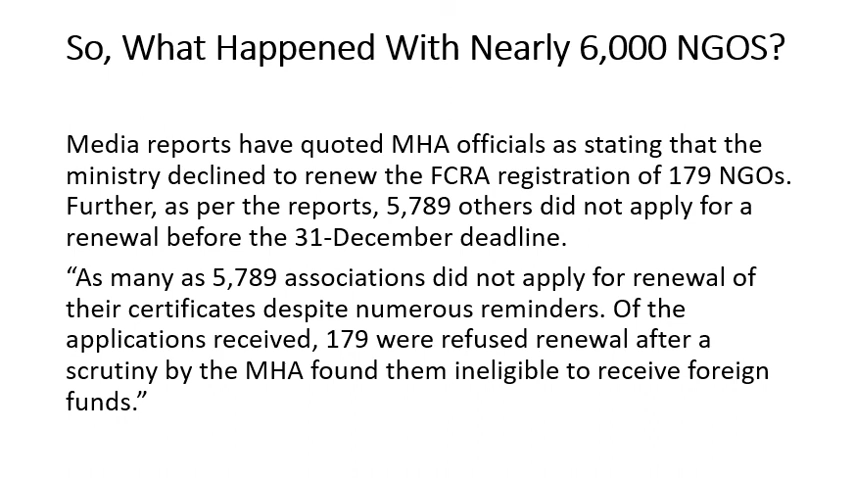 So, What Happened With Nearly 6,000 NGOS?
Media reports have quoted MHA officials as stating that the
ministry declined to renew the FCRA registration of 179 NGOs.
Further, as per the reports, 5,789 others did not apply for a
renewal before the 31-December deadline.
“As many as 5,789 associations did not apply for renewal of
their certificates despite numerous reminders. Of the
applications received, 179 were refused renewal after a
scrutiny by the MHA found them ineligible to receive foreign
funds.”